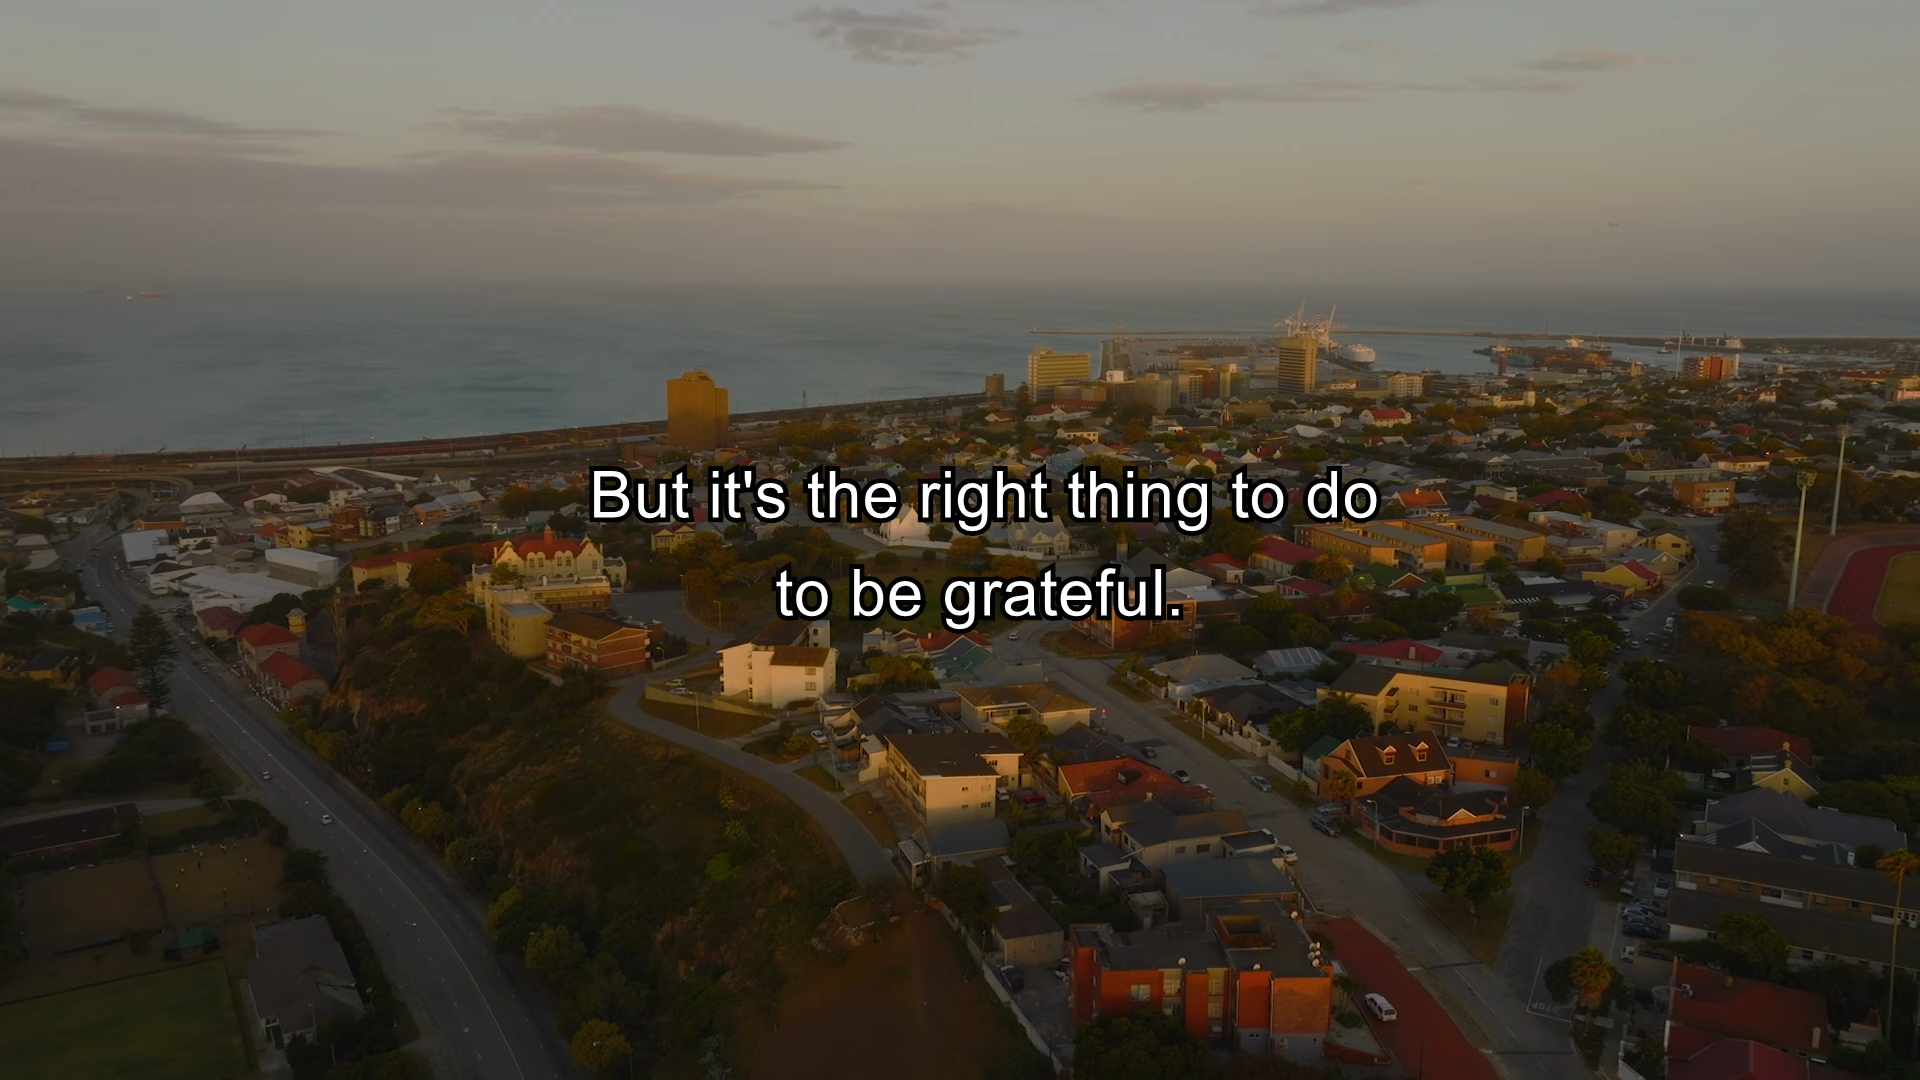 But it's the right thing to do
to be grateful.